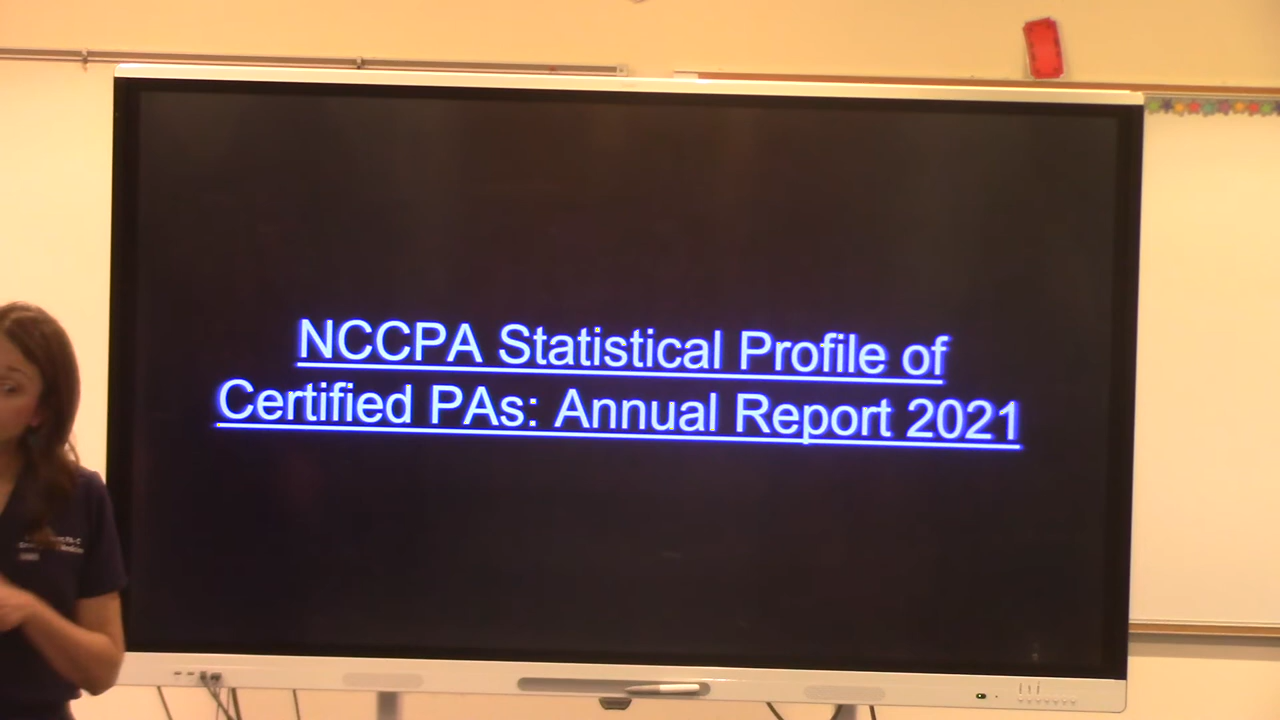 NCCPA Statistical Profile of
Certified PAs: Annual Report 2021